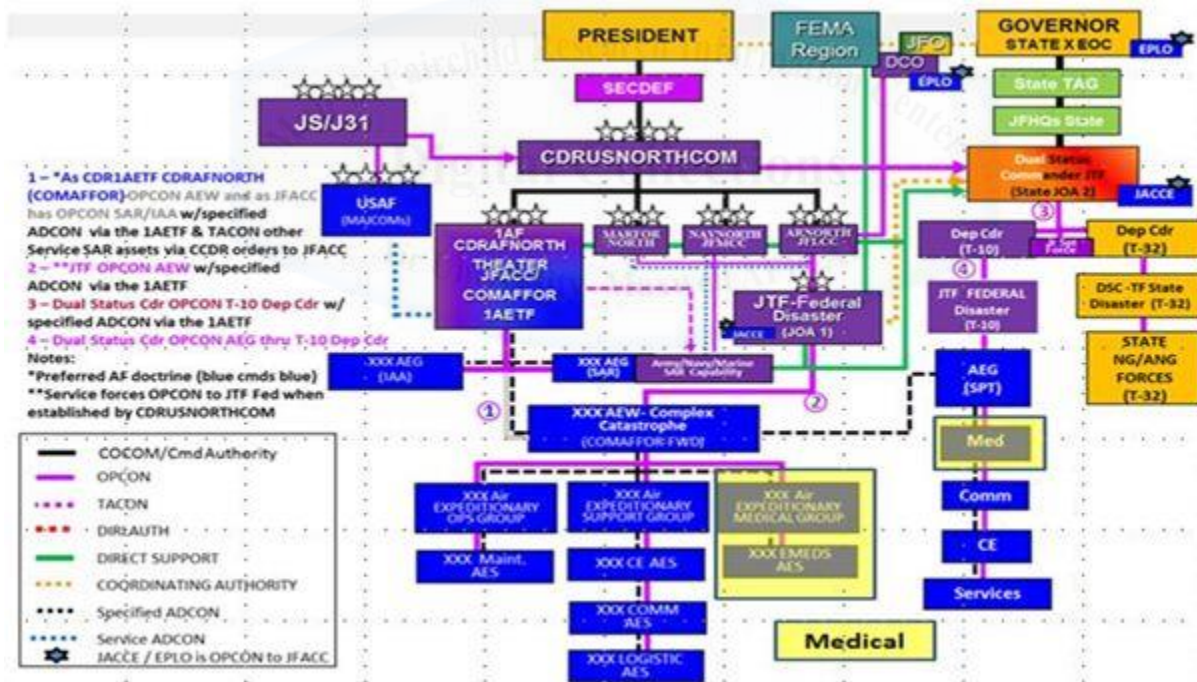 PRESIDENT
FEMA
Region
JFO
DCO
EPLO
GOVERNOR
STATE X EOC
EPLO
SECDEF
State TAG
JFHQs State
JS/J31
CDRUSNORTHCOM
Dual Status
Commander JTF
(State JOA 2)
JACCE
USAF
(MAJCOMs)
1AF
CDRAFNORTH
THEATER
JFACC/
COMAFFOR
1AETF
MARFOR
NORTH
NAVNORTH
JFMCC
ARNORTH
JFLCC
JTF-Federal
Disaster
(JOA 1)
JACCE
3
Dep Cdr
(T-10)
Force
Dep Cdr
(T-32)
4
JTF FEDERAL
Disaster
(T-10)
DSC -TF State
Disaster (T-32)
STATE
NG/ANG
FORCES
(T-32)
1 – *As CDR1AETF CDRAFNORTH
(COMAFFOR)-OPCON AEW and as JFACC
has OPCON SAR/IAA w/specified
ADCON via the 1AETF & TACON other
Service SAR assets via CCDR orders to JFACC
2 – **JTF OPCON AEW w/specified
ADCON via the 1AETF
3 - Dual Status Cdr OPCON T-10 Dep Cdr w/
specified ADCON via the 1AETF
4 – Dual Status Cdr OPCON AEG thru T-10 Dep Cdr
Notes:
*Preferred AF doctrine (blue cmds blue)
**Service forces OPCON to JTF Fed when
established by CDRUSNORTHCOM
XXX AEG
(IAA)
XXX AEG
(SAR)
Army/Navy/Marine
SAR Capability
1
2
XXX AEW- Complex
Catastrophe
(COMAFFOR-FWD)
AEG
(SPT)
Med
Comm
CE
Services
XXX Air
EXPEDITIONARY
OPS GROUP
XXX Maint.
AES
XXX Air
EXPEDITIONARY
SUPPORT GROUP
XXX CE AES
XXX COMM
AES
XXX LOGISTIC
AES
XXX Air
EXPEDITIONARY
MEDICAL GROUP
XXX EMEDS
AES
Medical
COCOM/Cmd Authority
OPCON
TACON
DIRLAUTH
DIRECT SUPPORT
COORDINATING AUTHORITY
Specified ADCON
Service ADCON
JACCE / EPLO is OPCON to JFACC